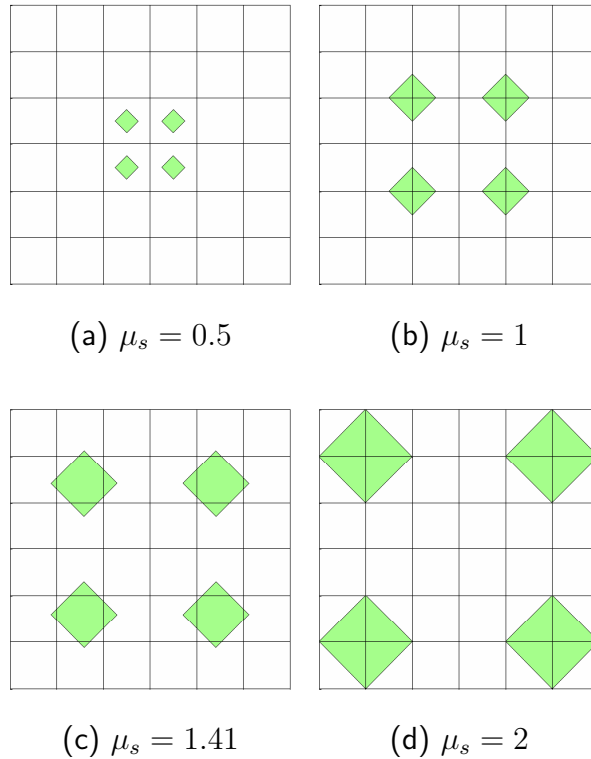 (a) μₛ = 0.5
(b) μₛ = 1
(c) μₛ = 1.41
(d) μₛ = 2